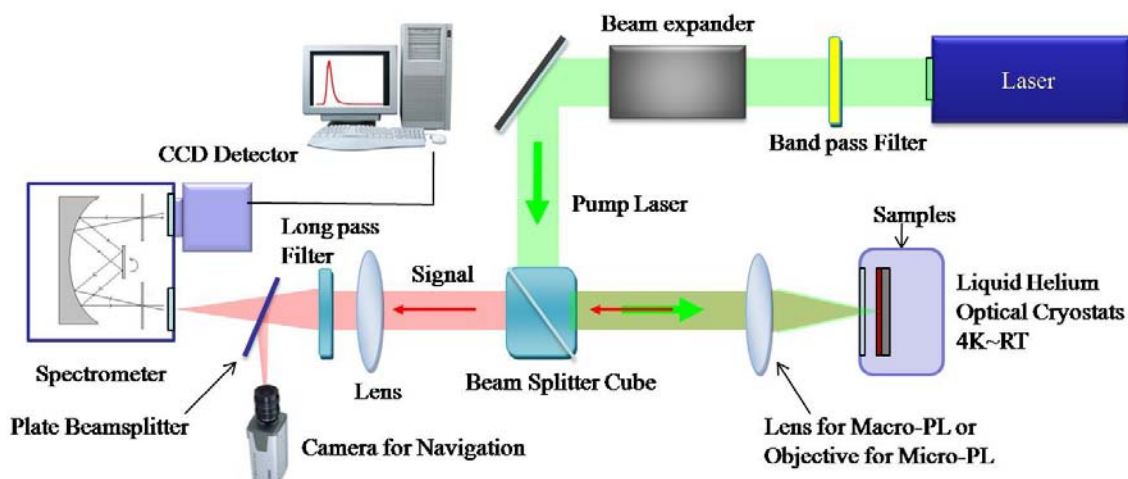 Beam expander
Laser
Band pass Filter
CCD Detector
Pump Laser
Samples
Long pass
Filter
Signal
Liquid Helium
Optical Cryostats
4K~RT
Spectrometer
Lens
Beam Splitter Cube
Plate Beamsplitter
Camera for Navigation
Lens for Macro-PL or
Objective for Micro-PL